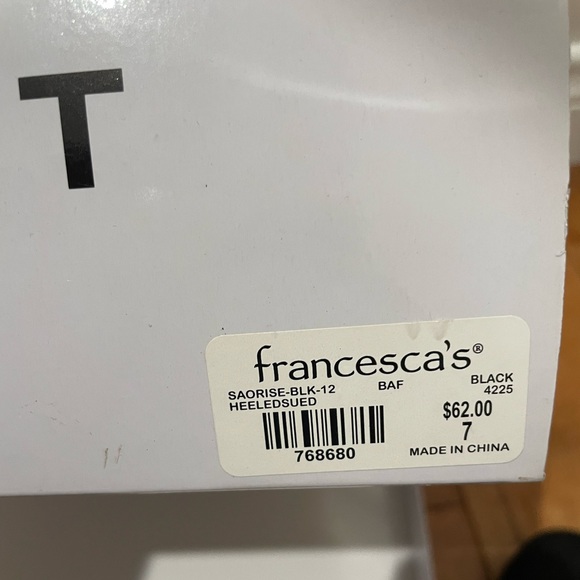 T
francesca's®
SAORISE-BLK-12 BAF BLACK
HEELEDSUED 4225
$62.00
7
768680 MADE IN CHINA